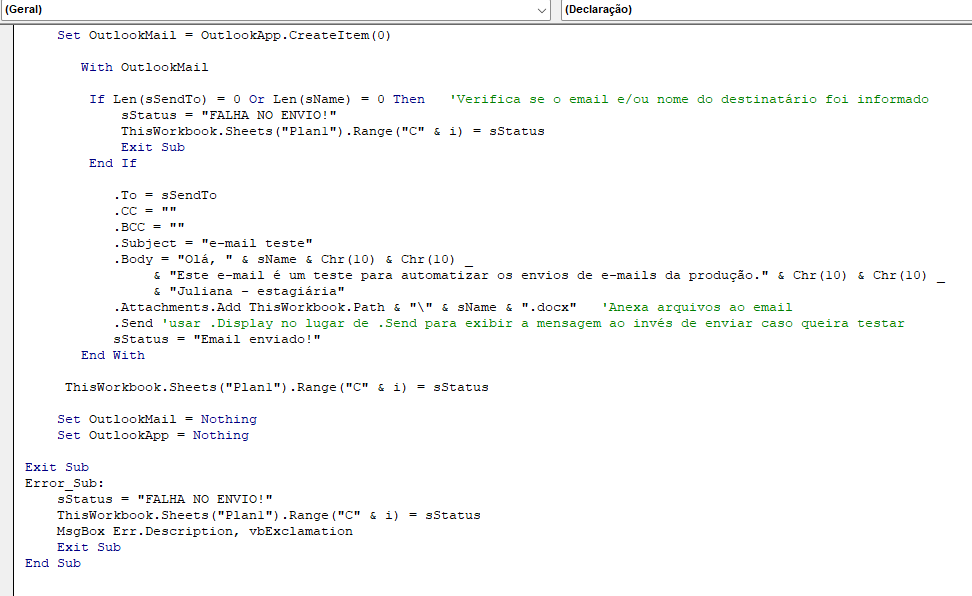 (Geral) (Declaração)
Set OutlookMail = OutlookApp.CreateItem(0)
With OutlookMail
If Len(sSendTo) = 0 Or Len(sName) = 0 Then 'Verifica se o email e/ou nome do destinatário foi informado
sStatus = "FALHA NO ENVIO!"
ThisWorkbook.Sheets("Plan1").Range("C" & i) = sStatus
Exit Sub
End If
.To = sSendTo
.CC = ""
.BCC = ""
.Subject = "e-mail teste"
.Body = "Olá, " & sName & Chr(10) & Chr(10) _
& "Este e-mail é um teste para automatizar os envios de e-mails da produção." & Chr(10) & Chr(10) _
& "Juliana - estagiária"
.Attachments.Add ThisWorkbook.Path & "\" & sName & ".docx" 'Anexa arquivos ao email
.Send 'usar .Display no lugar de .Send para exibir a mensagem ao invés de enviar caso queira testar
sStatus = "Email enviado!"
End With
ThisWorkbook.Sheets("Plan1").Range("C" & i) = sStatus
Set OutlookMail = Nothing
Set OutlookApp = Nothing
Exit Sub
Error_Sub:
sStatus = "FALHA NO ENVIO!"
ThisWorkbook.Sheets("Plan1").Range("C" & i) = sStatus
MsgBox Err.Description, vbExclamation
Exit Sub
End Sub